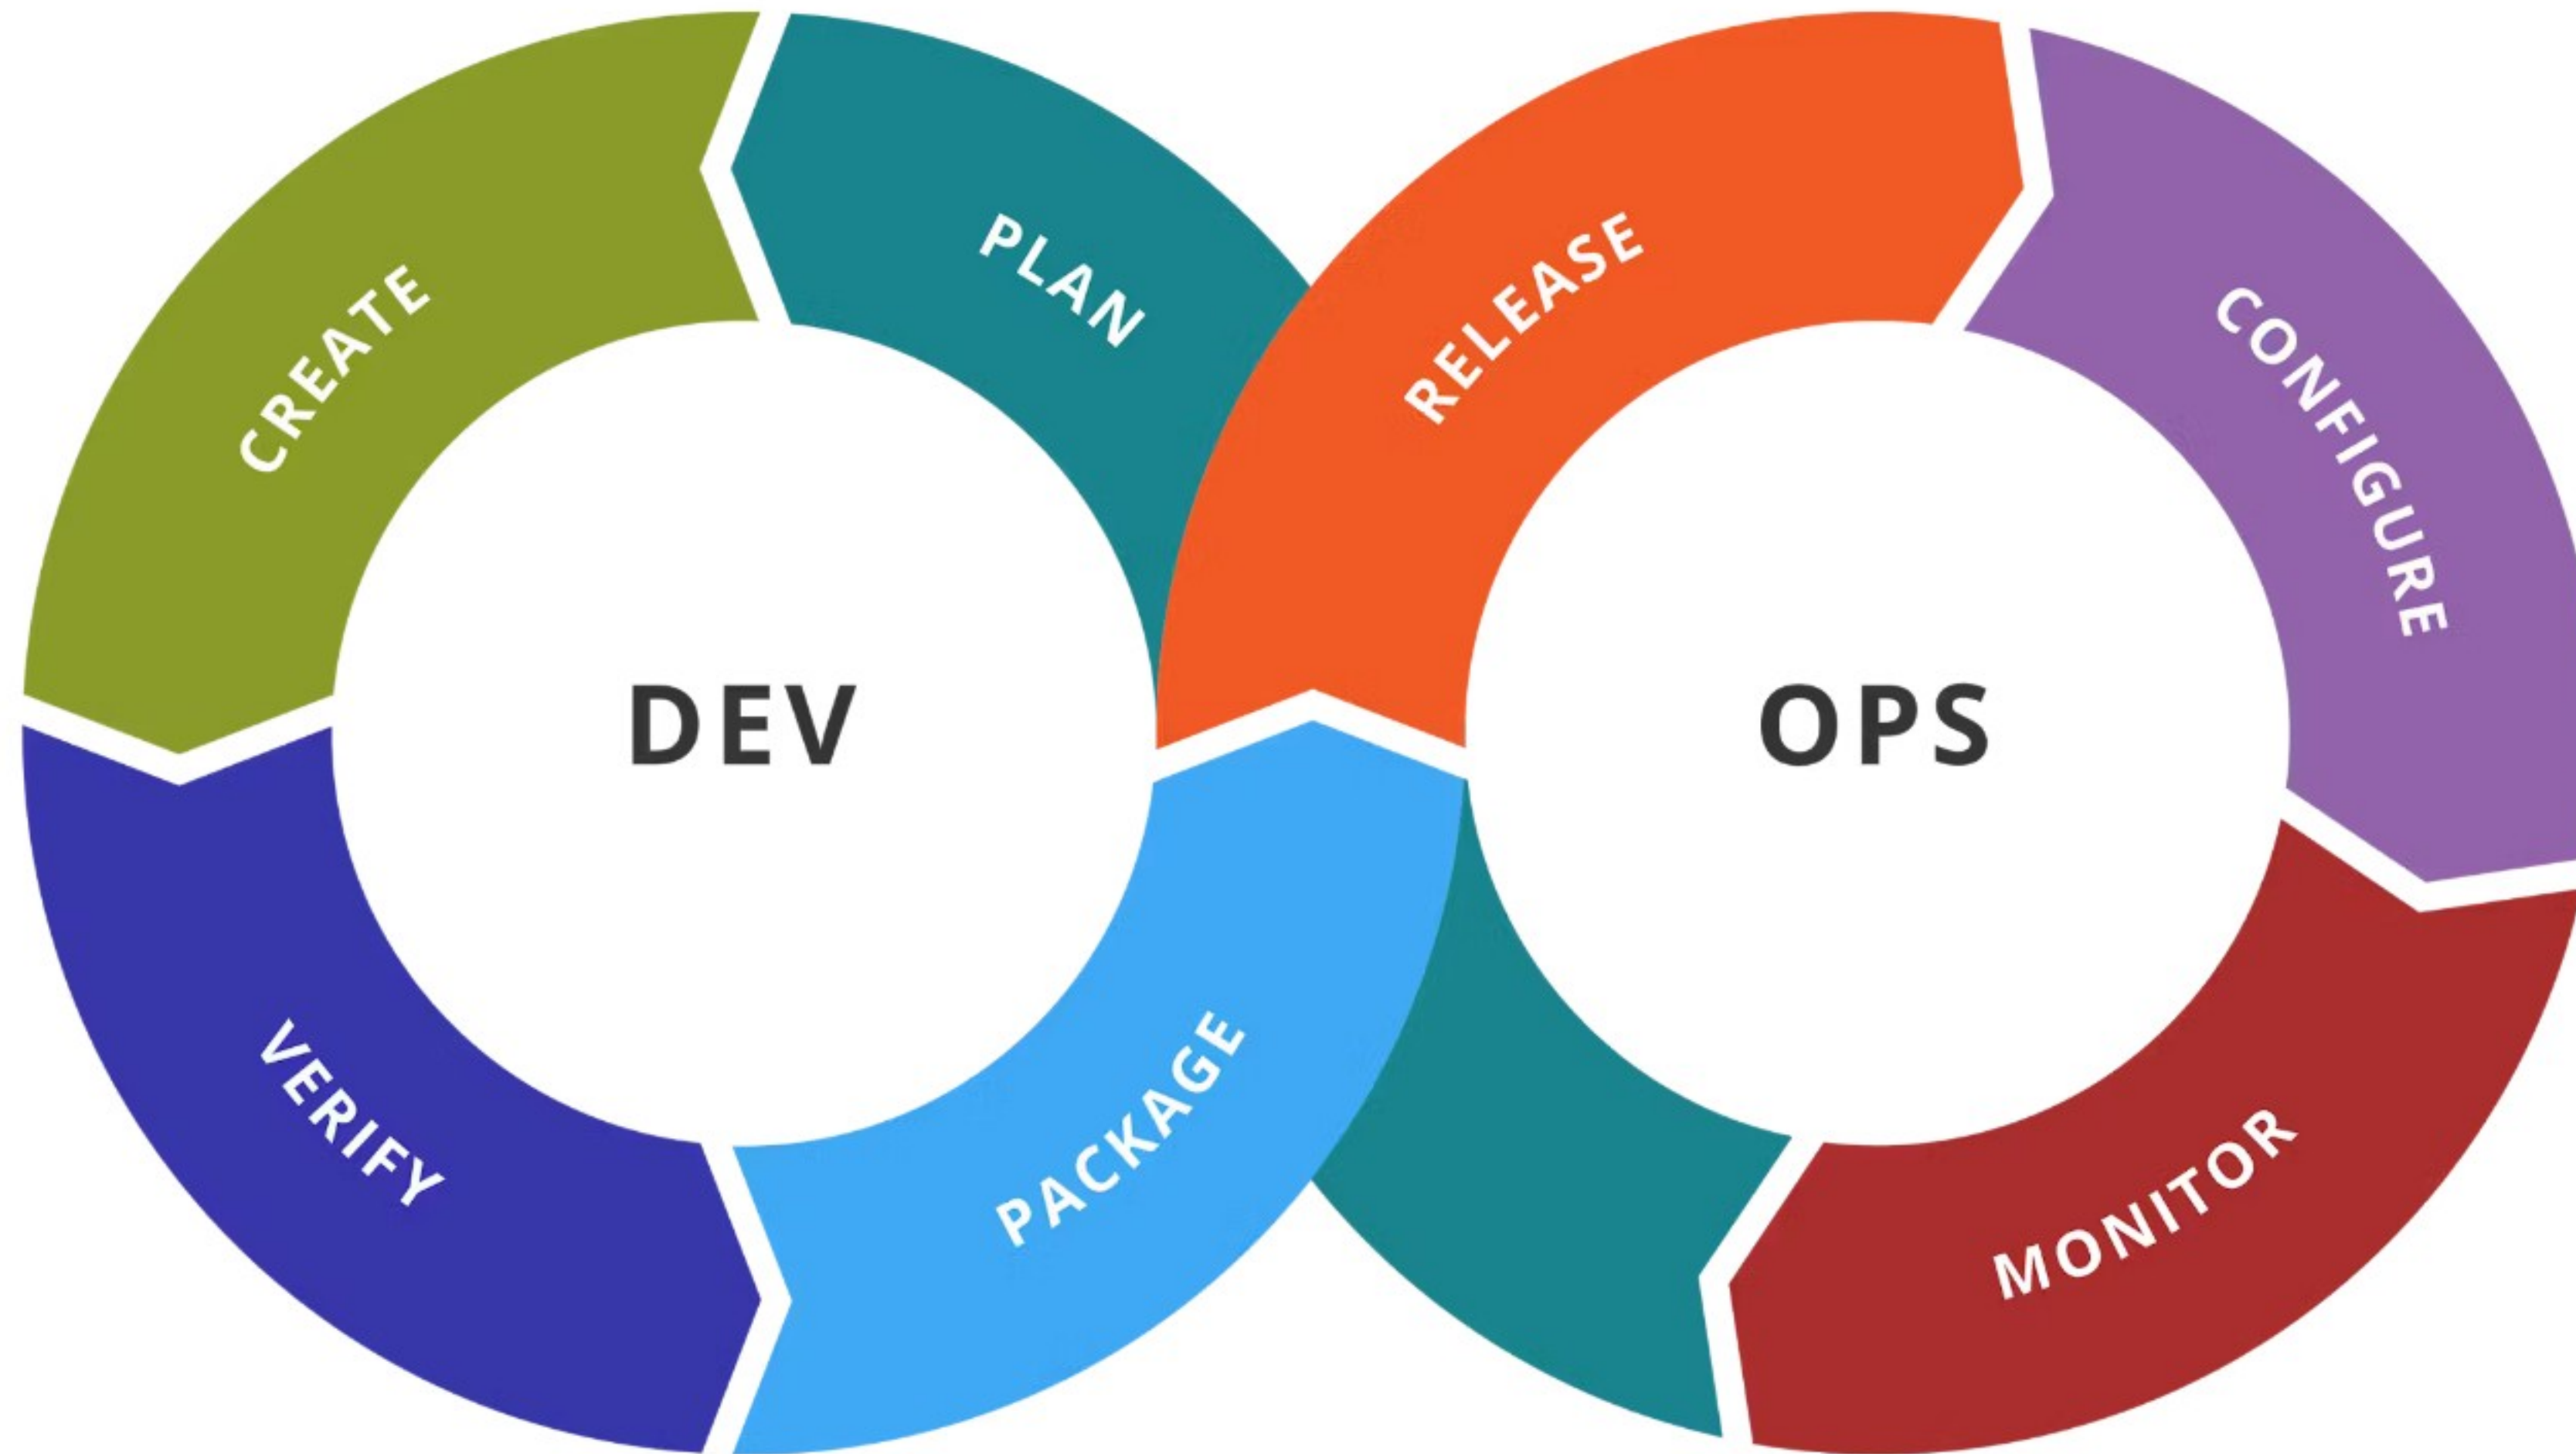 CREATE
PLAN
RELEASE
CONFIGURE
DEV
OPS
VERIFY
PACKAGE
MONITOR